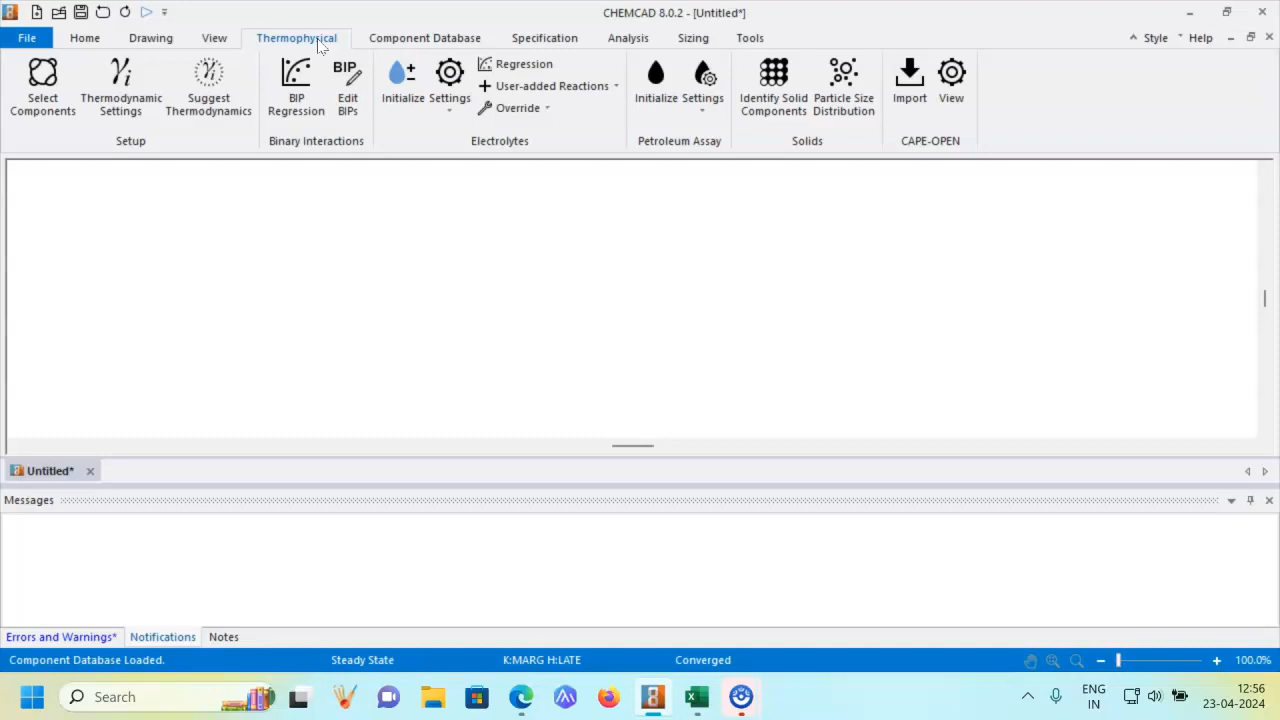 CHEMCAD 8.0.2 - [Untitled*]
File Home Drawing View Thermophysical Component Database Specification Analysis Sizing Tools Style Help
Select Components
Thermodynamic Settings
Suggest Thermodynamics
Setup
BIP Regression
BIP
Edit BIPs
Binary Interactions
Initialize
Settings
Regression
User-added Reactions
Override
Electrolytes
Initialize
Settings
Petroleum Assay
Identify Solid Components
Particle Size Distribution
Solids
Import
View
CAPE-OPEN
Untitled*
Messages
Errors and Warnings* Notifications Notes
Component Database Loaded. Steady State K:MARG H:LATE Converged 100.0%
Search
ENG
IN
12:56
23-04-2024